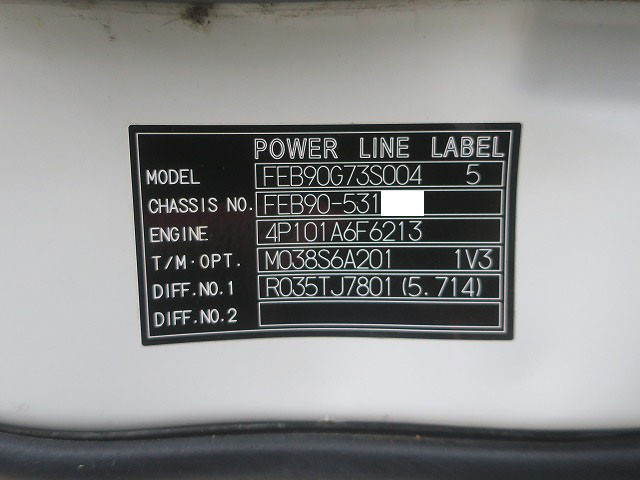 POWER LINE LABEL
MODEL FEB90G73S004 5
CHASSIS NO. FEB90-531
ENGINE 4P101A6F6213
T/M·OPT. M038S6A201 1V3
DIFF.NO.1 R035TJ7801(5.714)
DIFF.NO.2